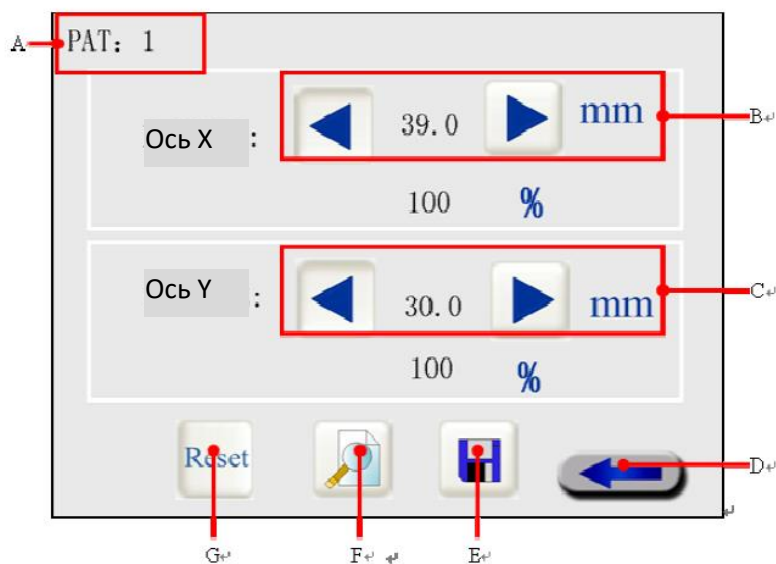 A PAT: 1
Ось X : 39.0 mm B
100 %
Ось Y : 30.0 mm C
100 %
Reset D
G F E